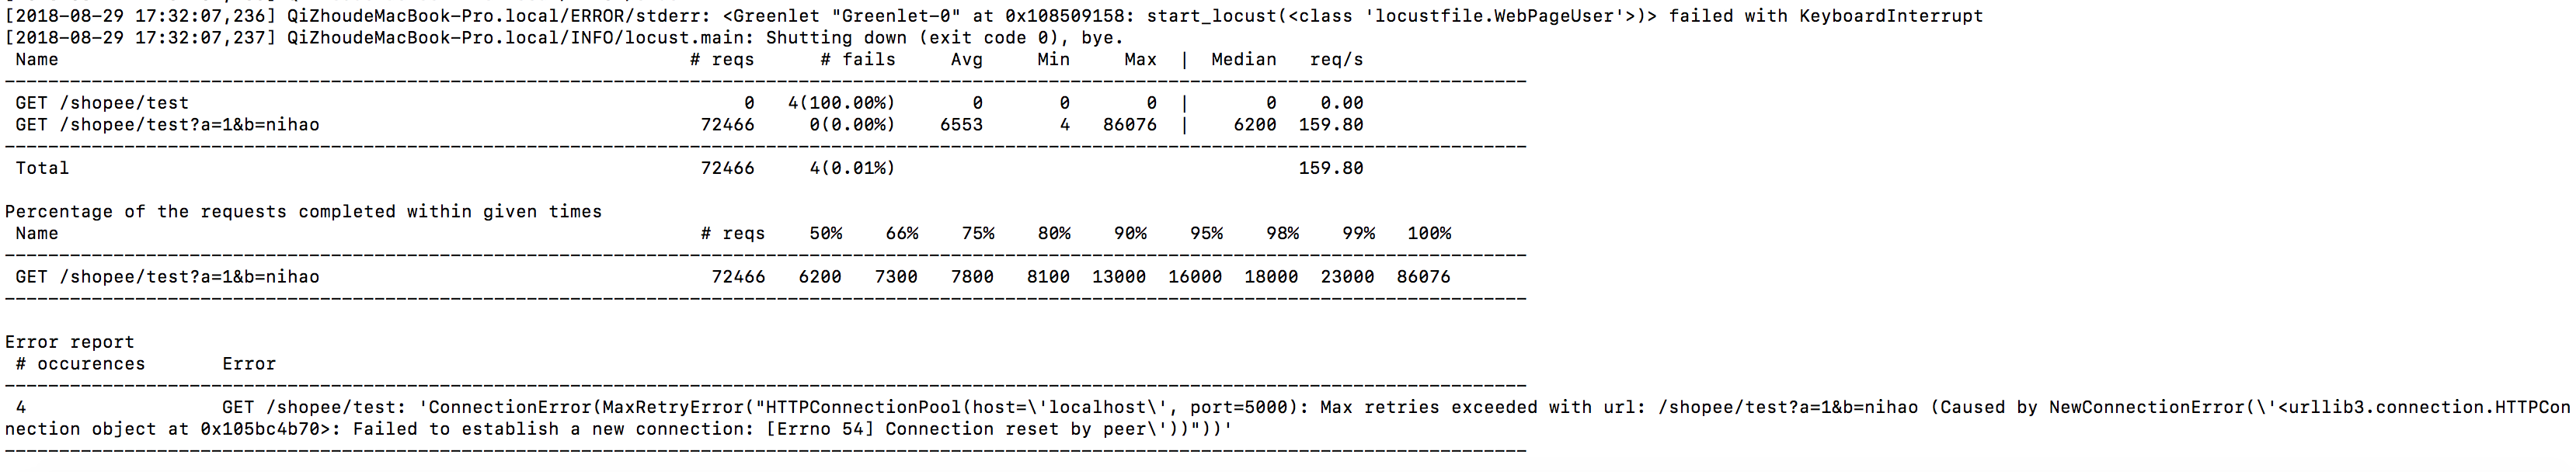 [2018-08-29 17:32:07,236] QiZhoudeMacBook-Pro.local/ERROR/stderr: <Greenlet "Greenlet-0" at 0x108509158: start_locust(<class 'locustfile.WebPageUser'>)> failed with KeyboardInterrupt
[2018-08-29 17:32:07,237] QiZhoudeMacBook-Pro.local/INFO/locust.main: Shutting down (exit code 0), bye.
Name # reqs # fails Avg Min Max | Median req/s
GET /shopee/test 0 4(100.00%) 0 0 0 | 0 0.00
GET /shopee/test?a=1&b=nihao 72466 0(0.00%) 6553 4 86076 | 6200 159.80
Total 72466 4(0.01%) 159.80
Percentage of the requests completed within given times
Name # reqs 50% 66% 75% 80% 90% 95% 98% 99% 100%
GET /shopee/test?a=1&b=nihao 72466 6200 7300 7800 8100 13000 16000 18000 23000 86076
Error report
# occurences Error
4 GET /shopee/test: 'ConnectionError(MaxRetryError("HTTPConnectionPool(host=\'localhost\', port=5000): Max retries exceeded with url: /shopee/test?a=1&b=nihao (Caused by NewConnectionError(\'<urllib3.connection.HTTPCon
nection object at 0x105bc4b70>: Failed to establish a new connection: [Errno 54] Connection reset by peer\'))"))'